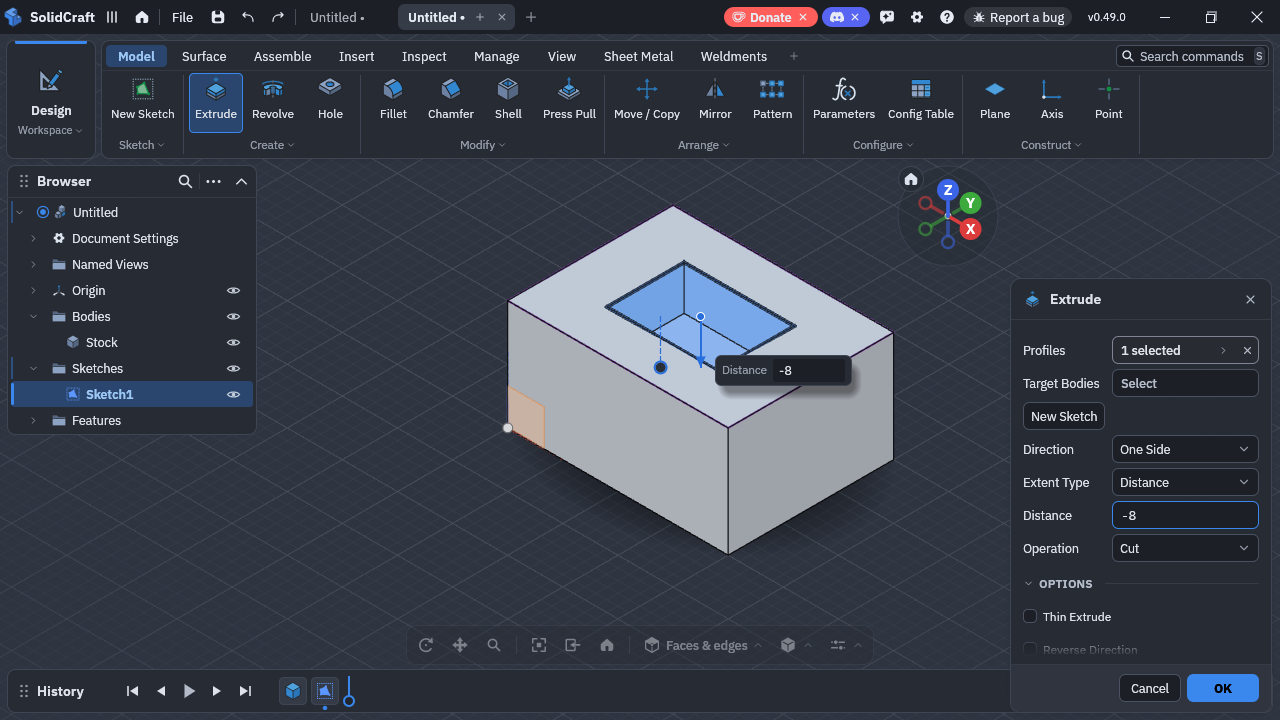 SolidCraft
File
Untitled •
Untitled •
Donate
Report a bug
v0.49.0
Design
Workspace
Model
Surface
Assemble
Insert
Inspect
Manage
View
Sheet Metal
Weldments
Search commands
S
New Sketch
Extrude
Revolve
Hole
Fillet
Chamfer
Shell
Press Pull
Move / Copy
Mirror
Pattern
Parameters
Config Table
Plane
Axis
Point
Sketch
Create
Modify
Arrange
Configure
Construct
Browser
Untitled
Document Settings
Named Views
Origin
Bodies
Stock
Sketches
Sketch1
Features
Z
Y
X
Distance -8
Extrude
Profiles 1 selected
Target Bodies Select
New Sketch
Direction One Side
Extent Type Distance
Distance -8
Operation Cut
OPTIONS
Thin Extrude
Reverse Direction
Cancel OK
Faces & edges
History